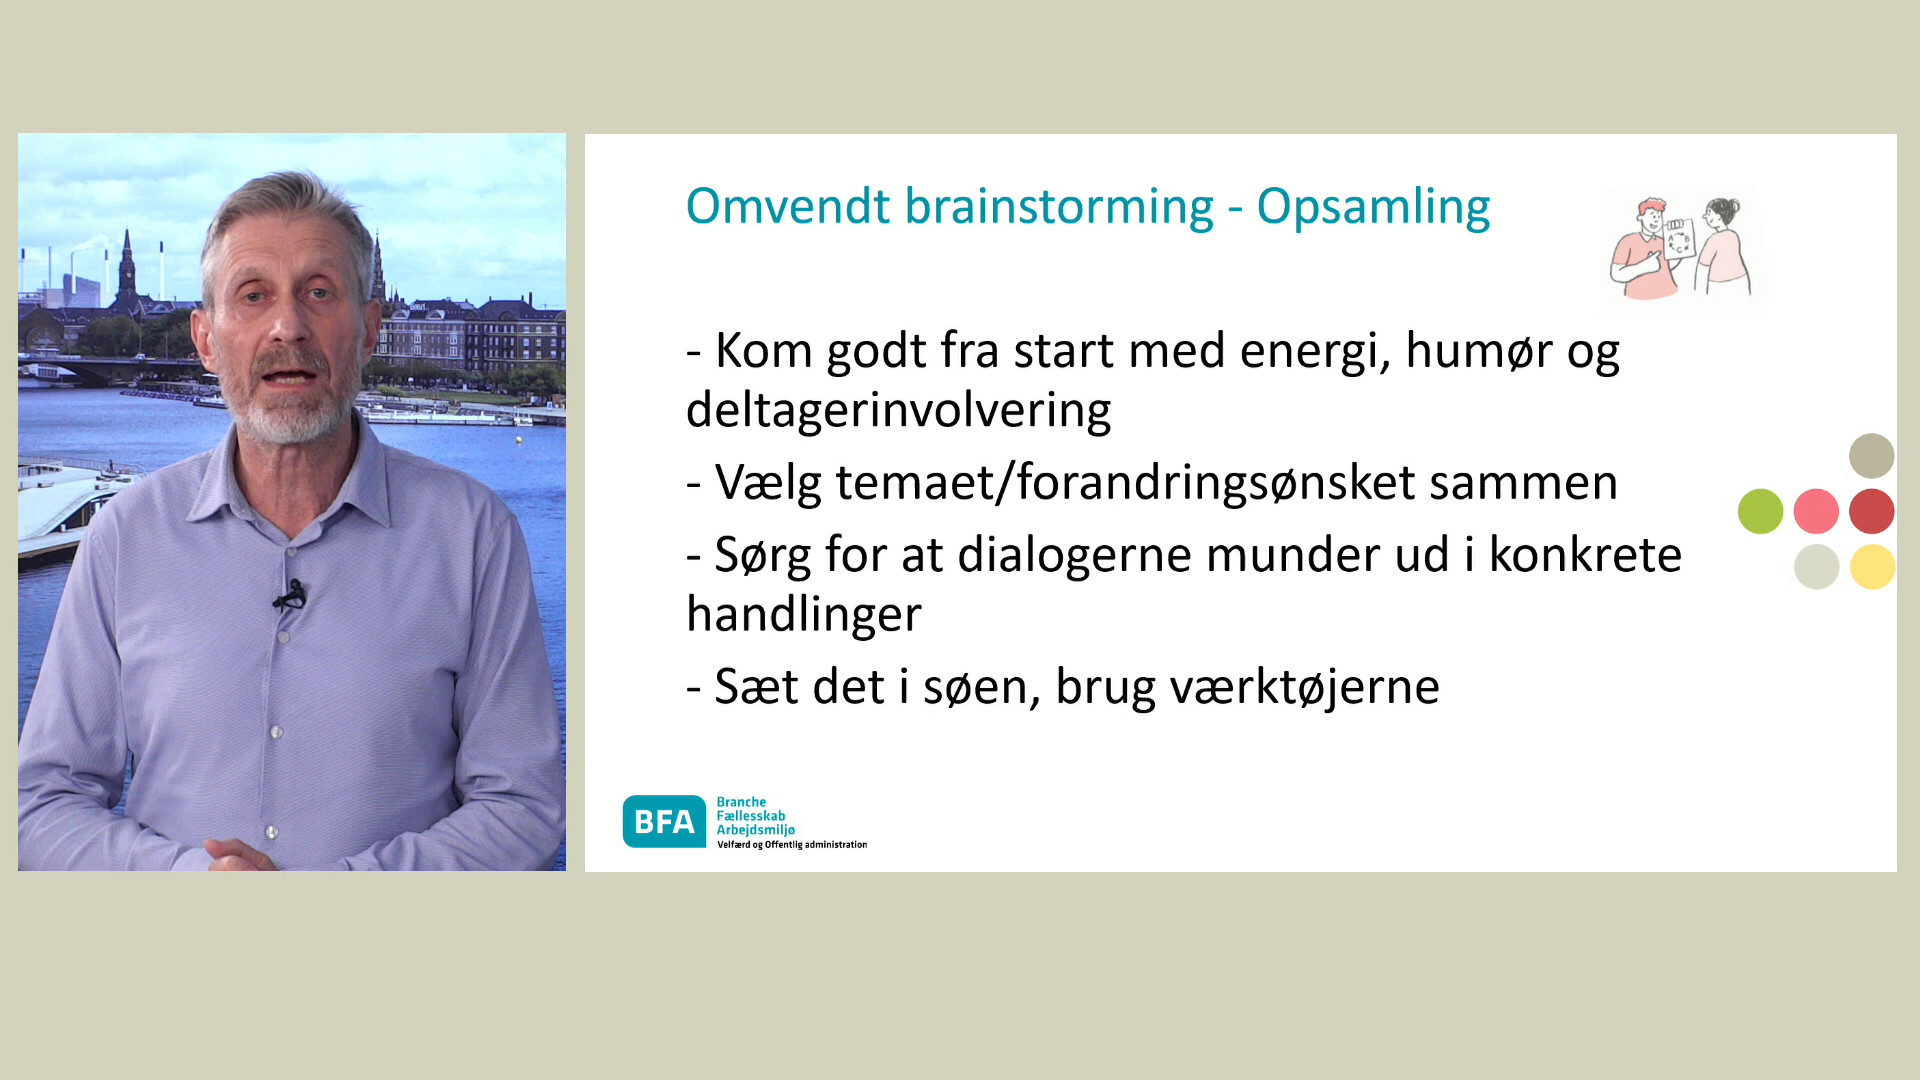 Omvendt brainstorming - Opsamling
- Kom godt fra start med energi, humør og
deltagerinvolvering
- Vælg temaet/forandringsønsket sammen
- Sørg for at dialogerne munder ud i konkrete
handlinger
- Sæt det i søen, brug værktøjerne
BFA
Branche
Fællesskab
Arbejdsmiljø
Velfærd og Offentlig administration
A B
C